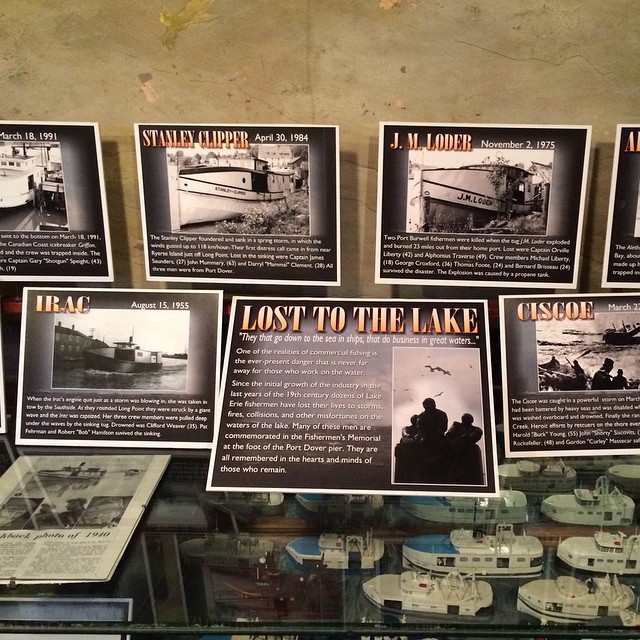 March 18, 1991
sent to the bottom on March 18, 1991,
the Canadian Coast icebreaker Griffon
and the crew was trapped inside. The
Captain Gary "Shotgun" Speight, (43)
(19)
STANLEY CLIPPER April 30, 1984
STANLEY CLIPPER
The Stanley Clipper foundered and sank in a spring storm, in which the
winds gusted up to 118 km/hour. Their first distress call came in from near
Ryerse Island just off Long Point. Lost in the sinking were Captain James
Saunders, (27) John Mummery, (43) and Darryl "Mammal" Clement. (28) All
three men were from Port Dover.
J. M. LODER November 2, 1975
J.M. LODER
Two Port Burwell fishermen were killed when the tug J.M. Loder exploded
and burned 23 miles out from their home port. Lost were Captain Orville
Liberty (42) and Alphonsus Traverse (49). Crew members Michael Liberty,
(18) George Croxford, (36) Thomas Foote, (24) and Bernard Brisseau (24)
survived the disaster. The Explosion was caused by a propane tank.
IRAC August 15, 1955
When the Irac's engine quit just as a storm was blowing in, she was taken in
tow by the Southside. As they rounded Long Point they were struck by a giant
wave and the Irac was capsized. Her three crew members were pulled deep
under the waves by the sinking tug. Drowned was Clifford Weaver (35). Pat
Fehrman and Robert "Bob" Hamilton suvived the sinking.
LOST TO THE LAKE
"They that go down to the sea in ships, that do business in great waters..."
One of the realities of commercial fishing is
the ever-present danger that is never far
away for those who work on the water.
Since the initial growth of the industry in the
last years of the 19th century dozens of Lake
Erie fishermen have lost their lives to storms,
fires, collisions, and other misfortunes on the
waters of the lake. Many of these men are
commemorated in the Fishermen's Memorial
at the foot of the Port Dover pier. They are
all remembered in the hearts and minds of
those who remain.
CISCOE March
The Ciscoe was caught in a powerful storm on March
had been battered by heavy seas and was disabled
was washed overboard and drowned. Finally the
Creek. Heroic efforts by rescuers on the shore
Harold "Buck" Young, (55) John "Shorty"
Rockefeller, (48) and Gordon "Curley" Massecar
photo of 1940